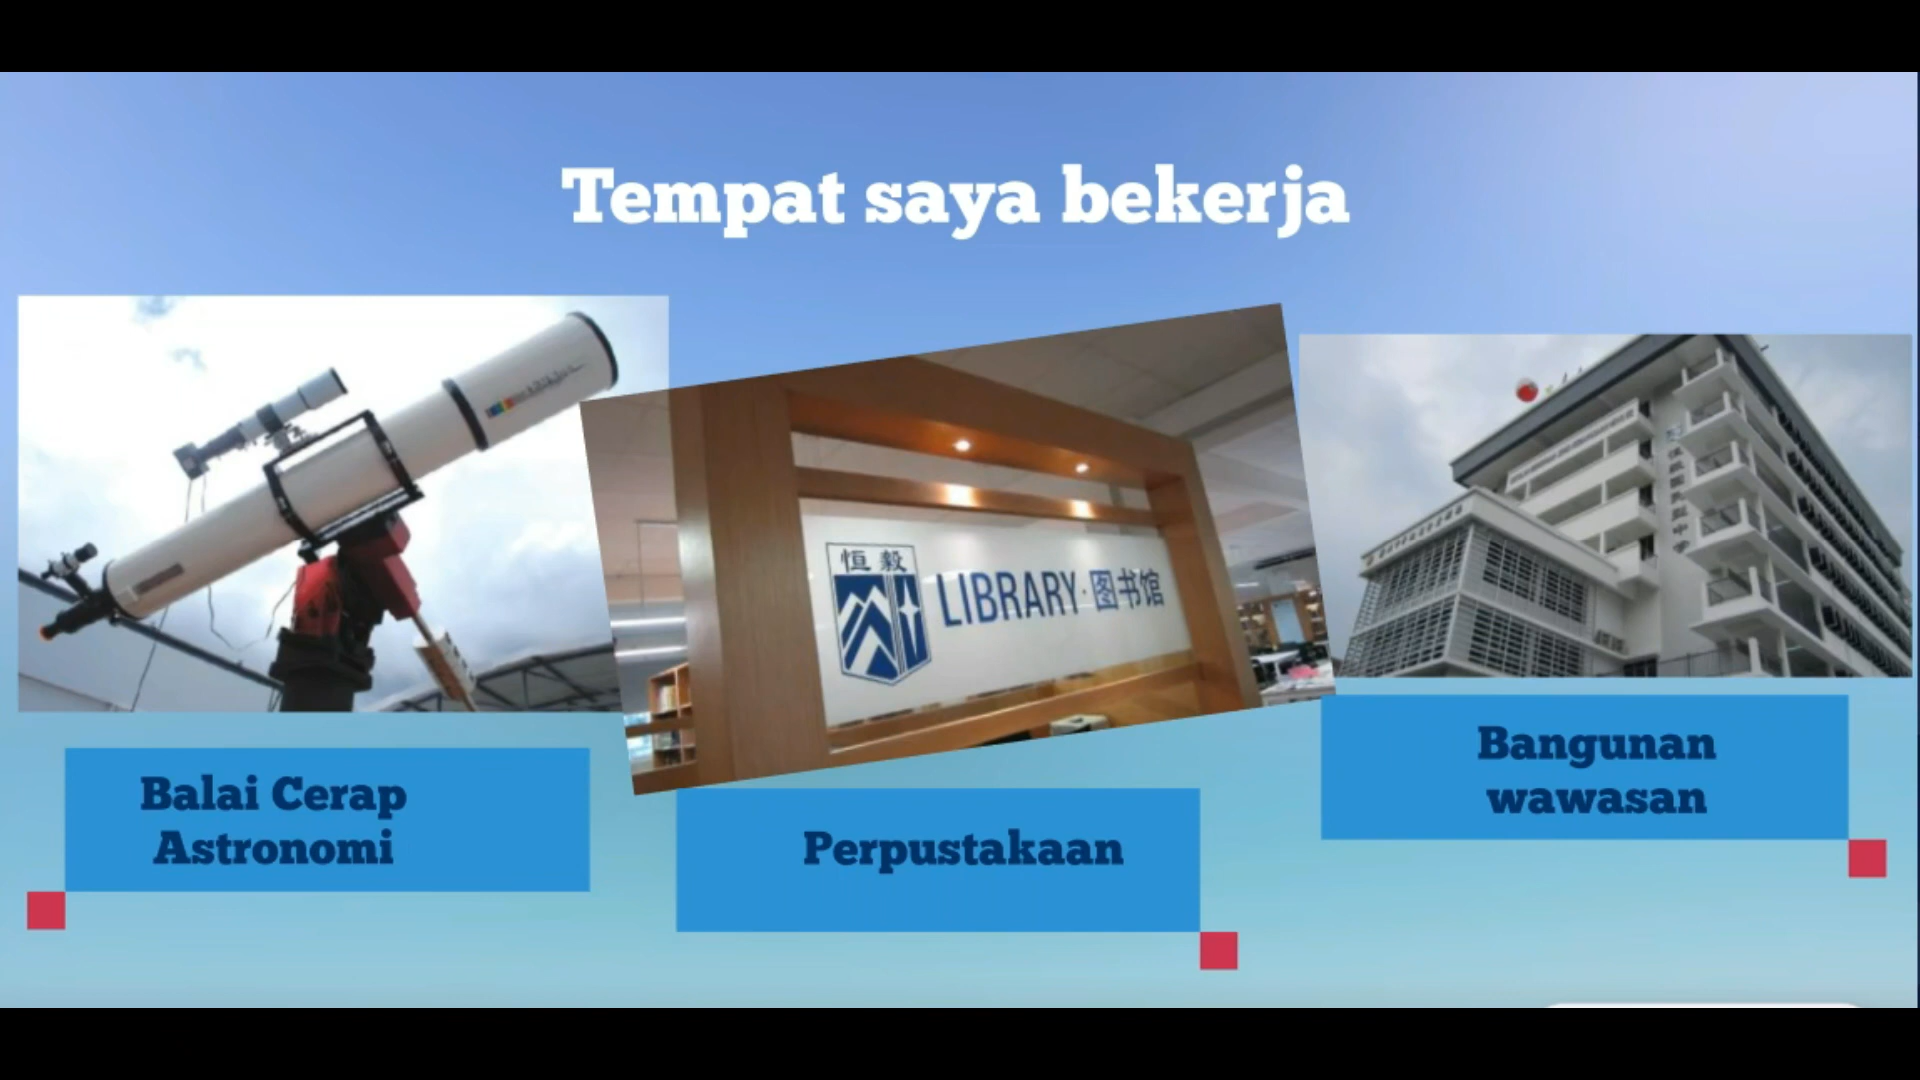 Tempat saya bekerja
恒毅
LIBRARY·图书馆
Balai Cerap
Astronomi
Perpustakaan
Bangunan
wawasan